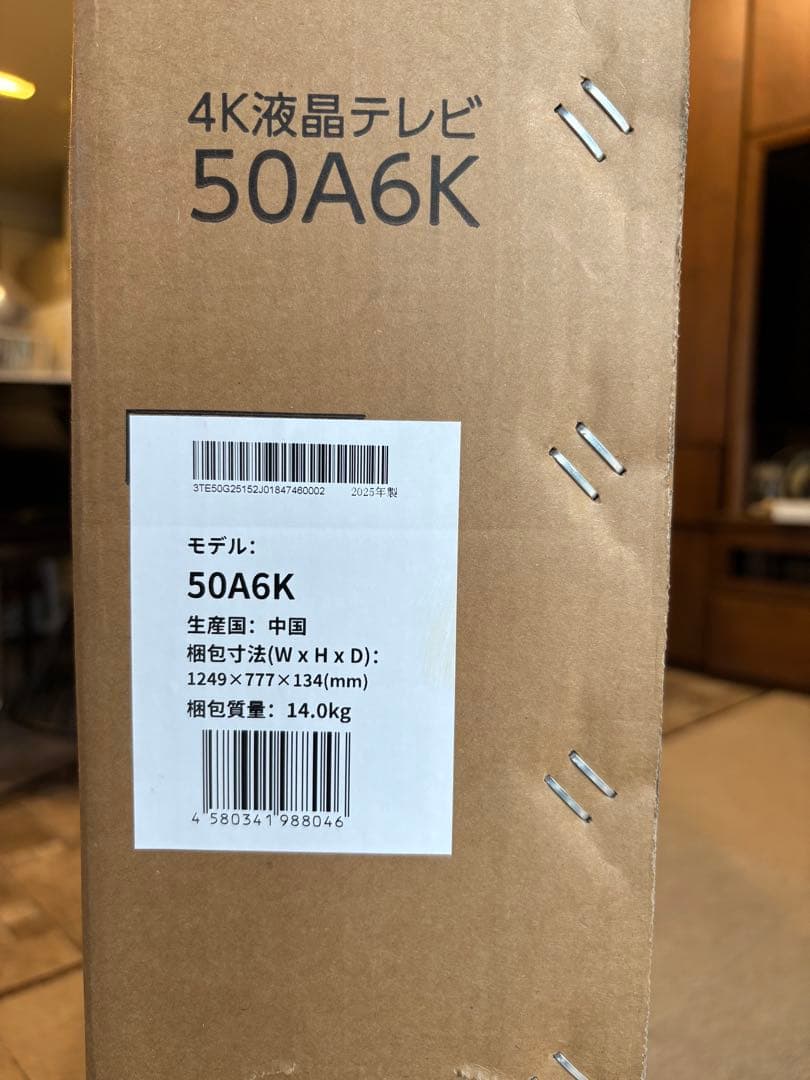 4K液晶テレビ
50A6K
3TE50G25152J01847460002 2025年製
モデル:
50A6K
生産国: 中国
梱包寸法(W x H x D):
1249×777×134(mm)
梱包質量: 14.0kg
4 580341 988046